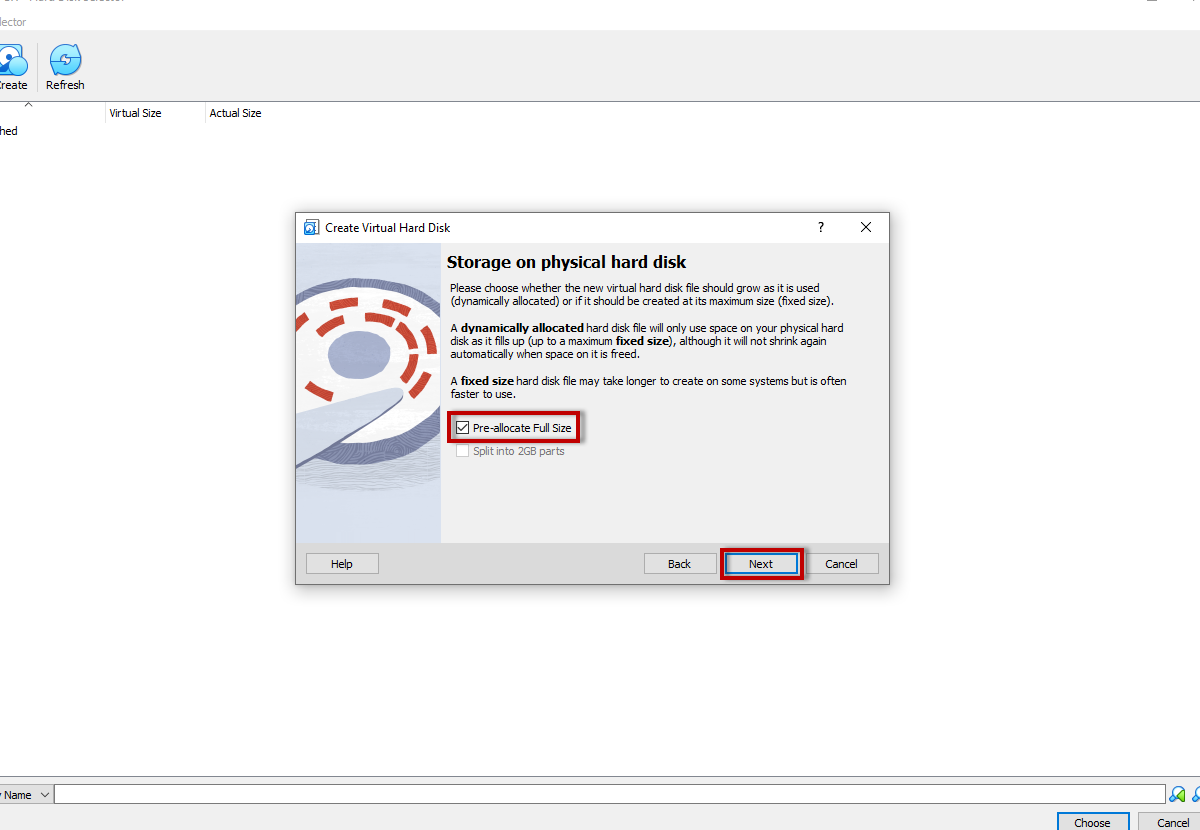 Create
Refresh
Virtual Size
Actual Size
Create Virtual Hard Disk
?
Storage on physical hard disk
Please choose whether the new virtual hard disk file should grow as it is used
(dynamically allocated) or if it should be created at its maximum size (fixed size).
A dynamically allocated hard disk file will only use space on your physical hard
disk as it fills up (up to a maximum fixed size), although it will not shrink again
automatically when space on it is freed.
A fixed size hard disk file may take longer to create on some systems but is often
faster to use.
Pre-allocate Full Size
Split into 2GB parts
Help
Back
Next
Cancel
Name
Choose
Cancel